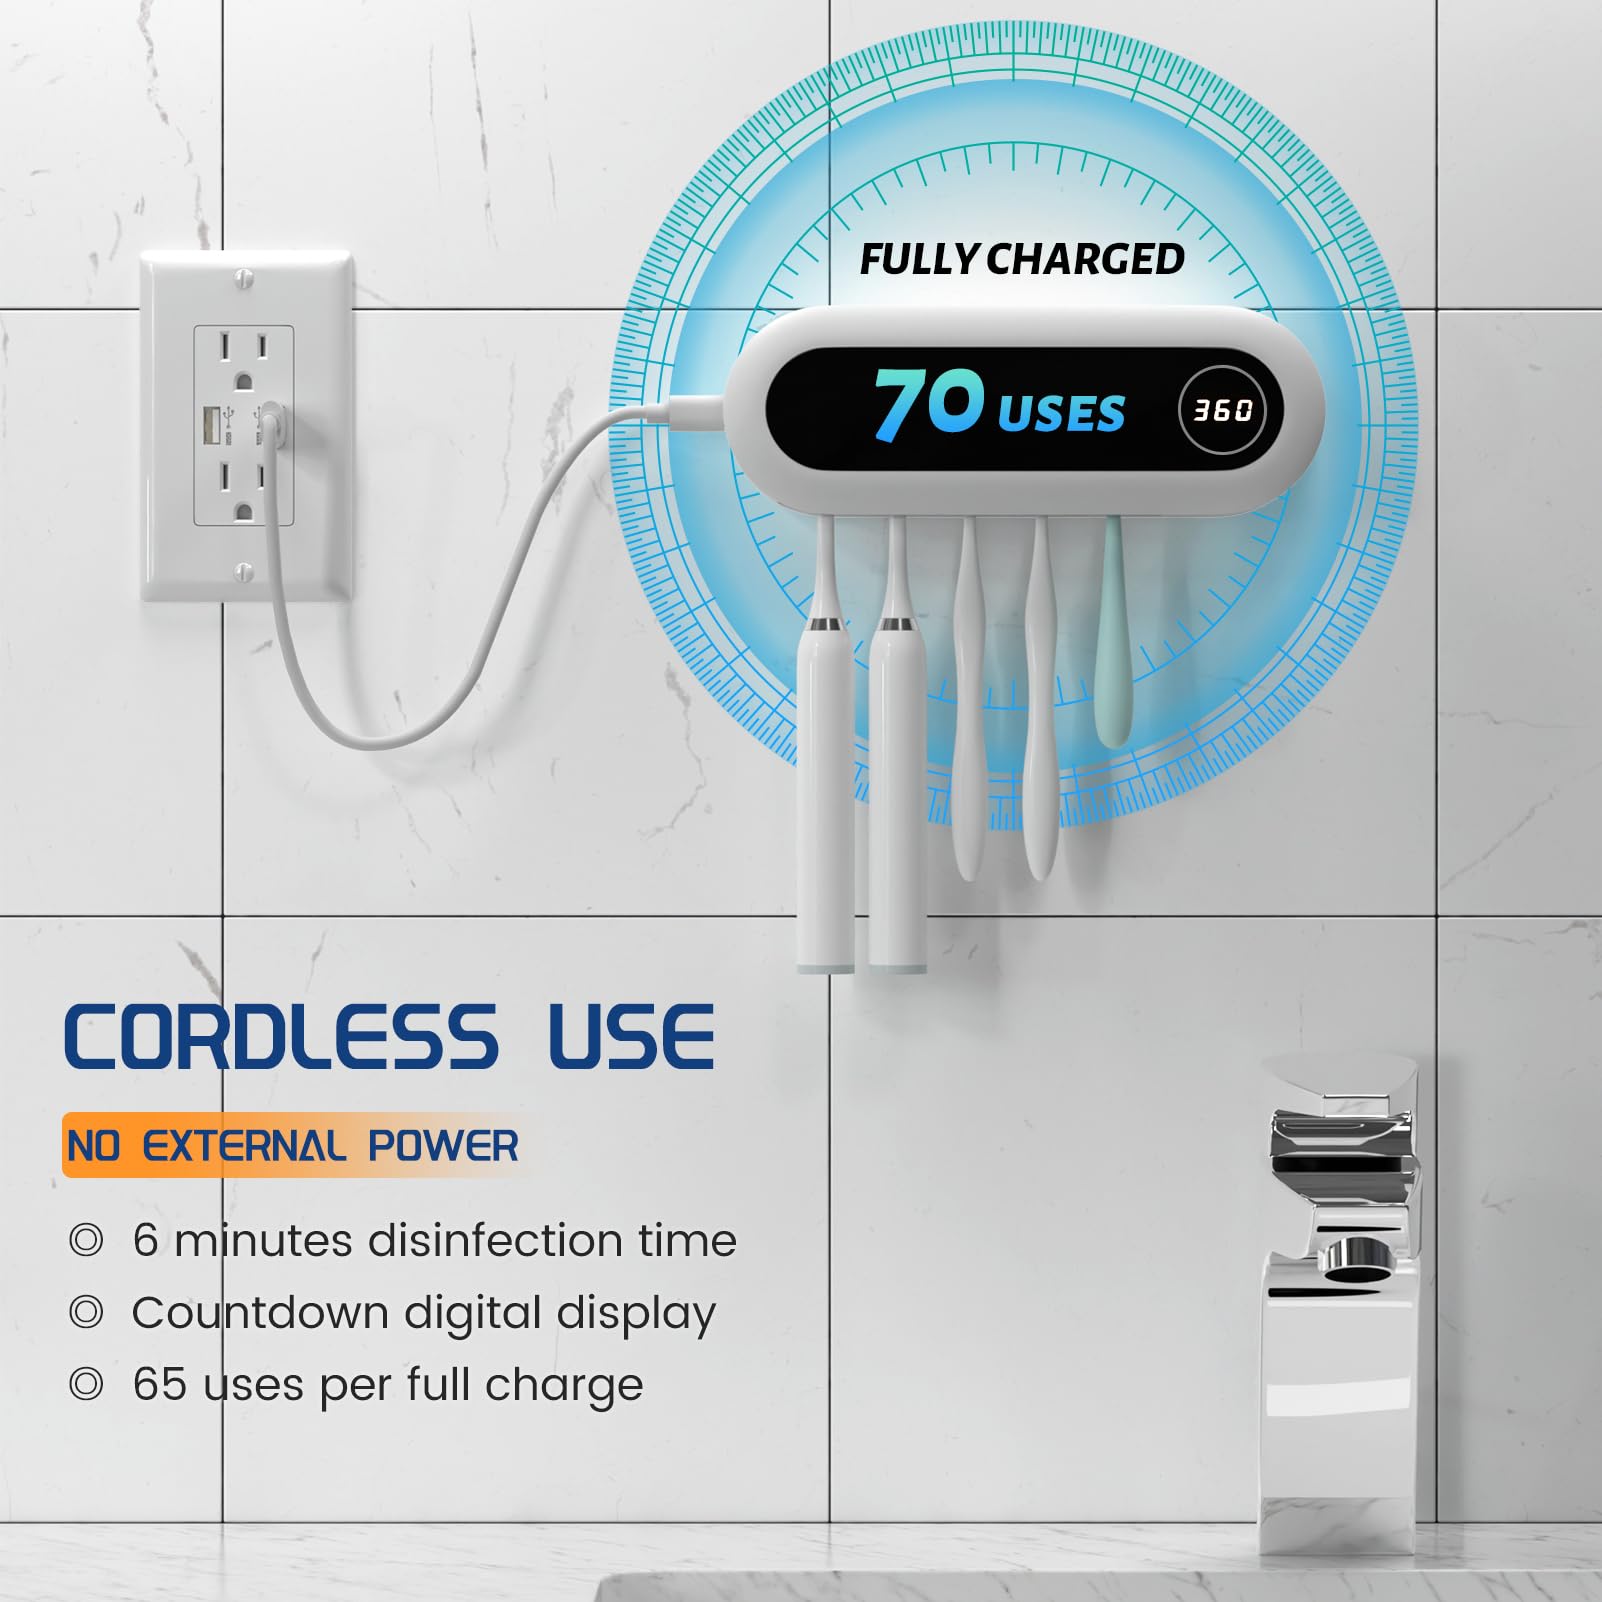 FULLY CHARGED
70 USES
360
CORDLESS USE
NO EXTERNAL POWER
6 minutes disinfection time
Countdown digital display
65 uses per full charge